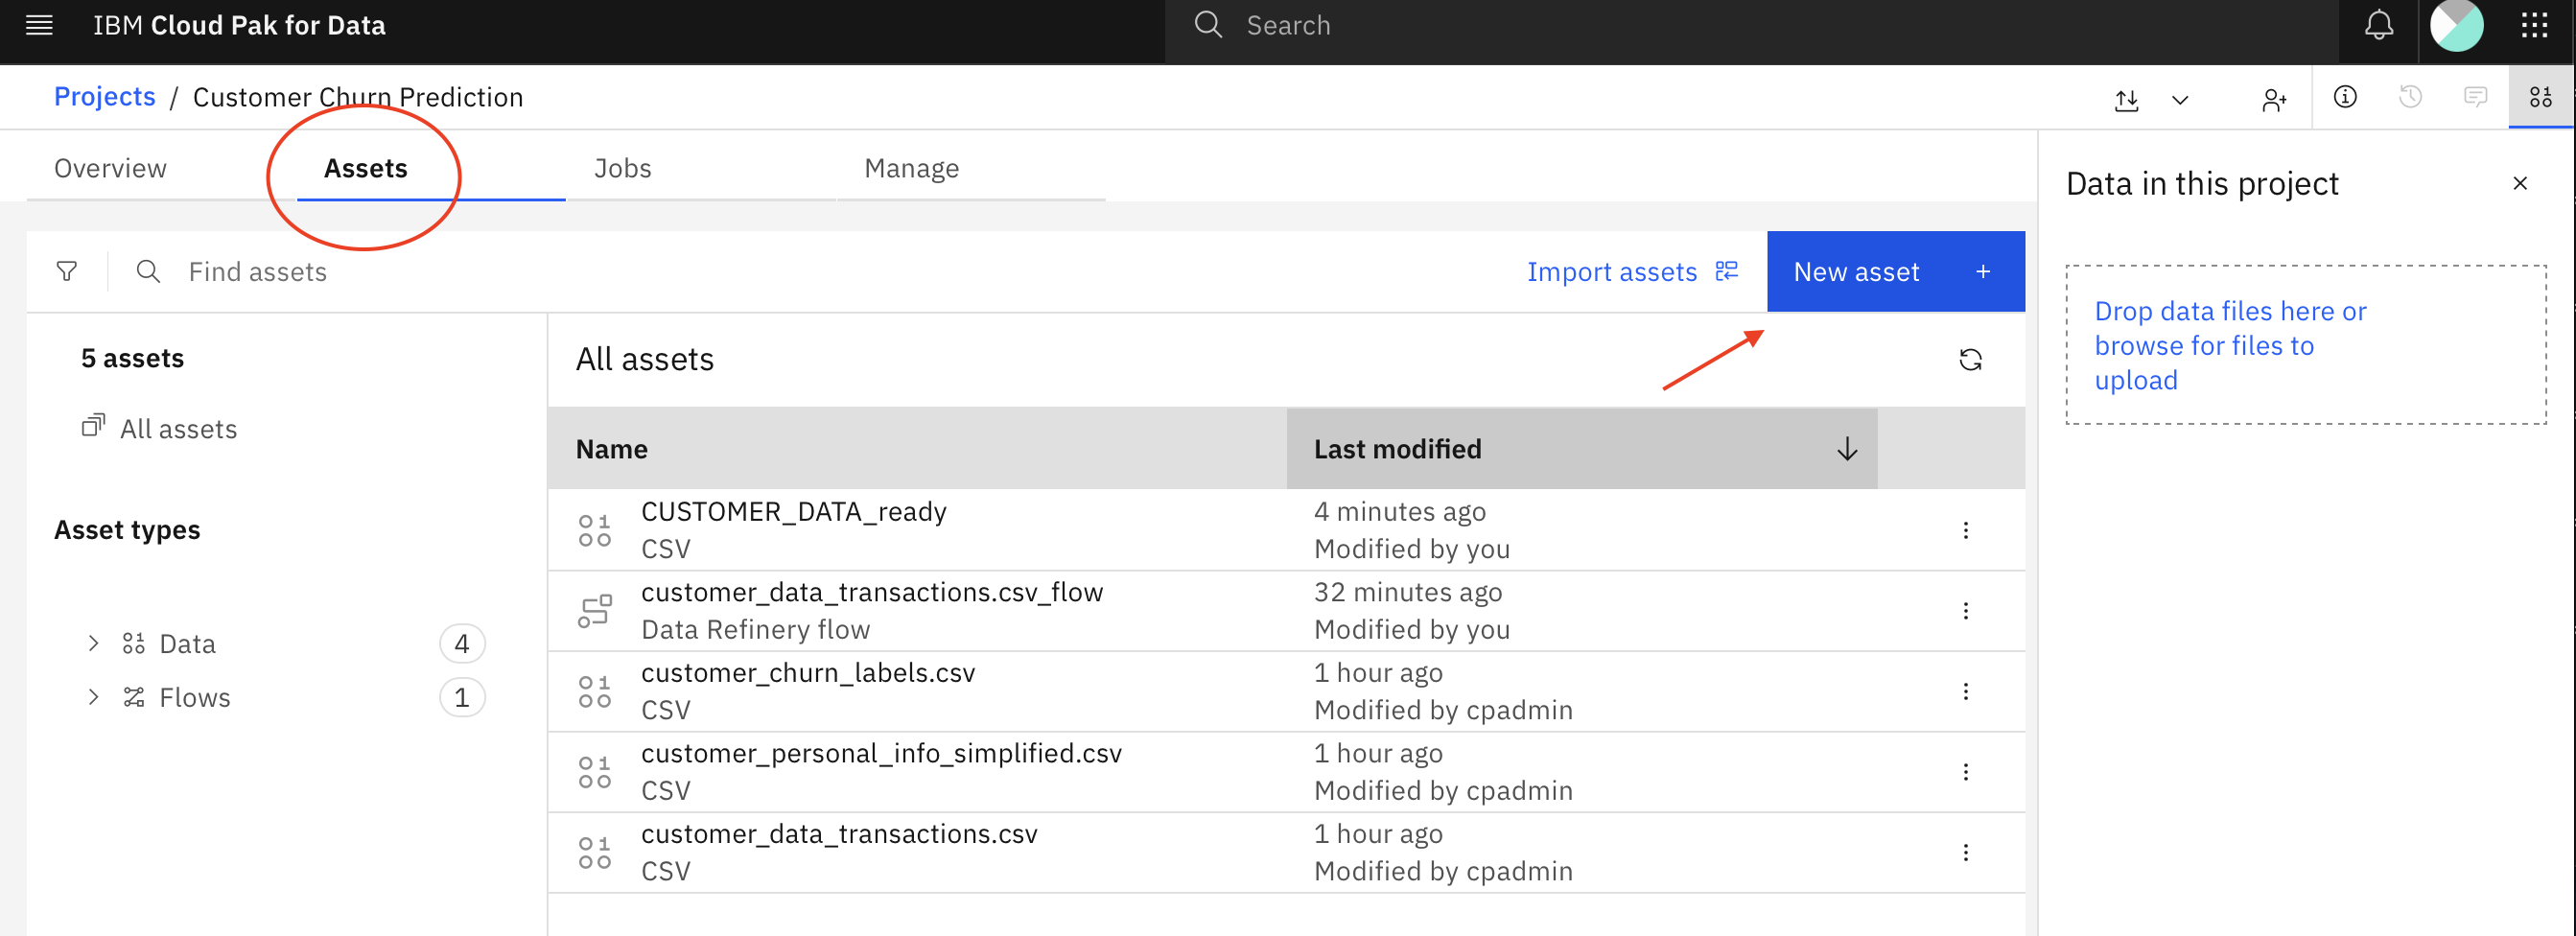 IBM Cloud Pak for Data
Search
Projects / Customer Churn Prediction
Overview
Assets
Jobs
Manage
Find assets
Import assets
New asset +
5 assets
All assets
Asset types
Data 4
Flows 1
All assets
Name
Last modified
CUSTOMER_DATA_ready
CSV
4 minutes ago
Modified by you
customer_data_transactions.csv_flow
Data Refinery flow
32 minutes ago
Modified by you
customer_churn_labels.csv
CSV
1 hour ago
Modified by cpadmin
customer_personal_info_simplified.csv
CSV
1 hour ago
Modified by cpadmin
customer_data_transactions.csv
CSV
1 hour ago
Modified by cpadmin
Data in this project
Drop data files here or
browse for files to
upload